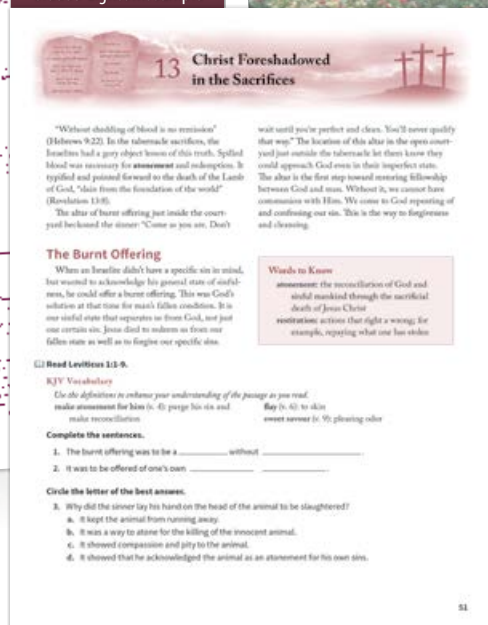 13
Christ Foreshadowed
in the Sacrifices
"Without shedding of blood is no remission"
(Hebrews 9:22). In the tabernacle sacrifices, the
Israelites had a gory object lesson of this truth. Spilled
blood was necessary for atonement and redemption. It
typified and pointed forward to the death of the Lamb
of God, "slain from the foundation of the world"
(Revelation 13:8).
The altar of burnt offering just inside the court-
yard beckoned the sinner: "Come as you are. Don't
wait until you're perfect and clean. You'll never qualify
that way." The location of this altar in the open court-
yard just outside the tabernacle let them know they
could approach God even in their imperfect state.
The altar is the first step toward restoring fellowship
between God and man. Without it, we cannot have
communion with Him. We come to God repenting of
and confessing our sin. This is the way to forgiveness
and cleansing.
The Burnt Offering
When an Israelite didn't have a specific sin in mind,
but wanted to acknowledge his general state of sinful-
ness, he could offer a burnt offering. This was God's
solution at that time for man's fallen condition. It is
our sinful state that separates us from God, not just
one certain sin. Jesus died to redeem us from our
fallen state as well as to forgive our specific sins.
Words to Know
atonement: the reconciliation of God and
sinful mankind through the sacrificial
death of Jesus Christ
restitution: actions that right a wrong; for
example, repaying what one has stolen
Read Leviticus 1:1-9.
KJV Vocabulary
Use the definitions to enhance your understanding of the passage as you read.
make atonement for him (v. 4): purge his sin and
make reconciliation
flay (v. 6): to skin
sweet savour (v. 9): pleasing odor
Complete the sentences.
1. The burnt offering was to be a ________ without ________.
2. It was to be offered of one's own ________ ________.
Circle the letter of the best answer.
3. Why did the sinner lay his hand on the head of the animal to be slaughtered?
a. It kept the animal from running away.
b. It was a way to atone for the killing of the innocent animal.
c. It showed compassion and pity to the animal.
d. It showed that he acknowledged the animal as an atonement for his own sins.
51